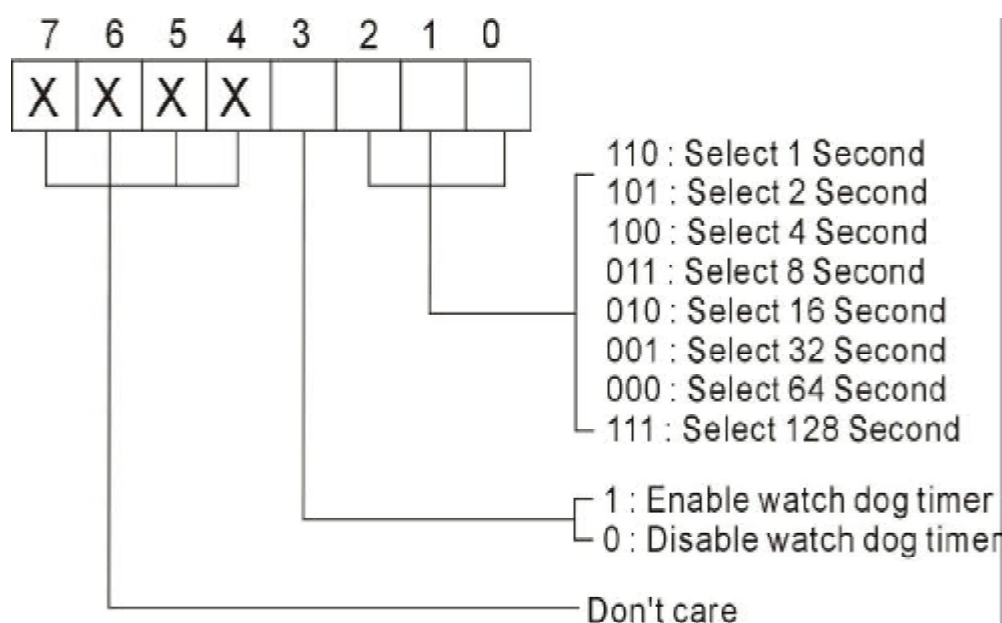 7 6 5 4 3 2 1 0
X X X X
110 : Select 1 Second
101 : Select 2 Second
100 : Select 4 Second
011 : Select 8 Second
010 : Select 16 Second
001 : Select 32 Second
000 : Select 64 Second
111 : Select 128 Second
1 : Enable watch dog timer
0 : Disable watch dog timer
Don't care